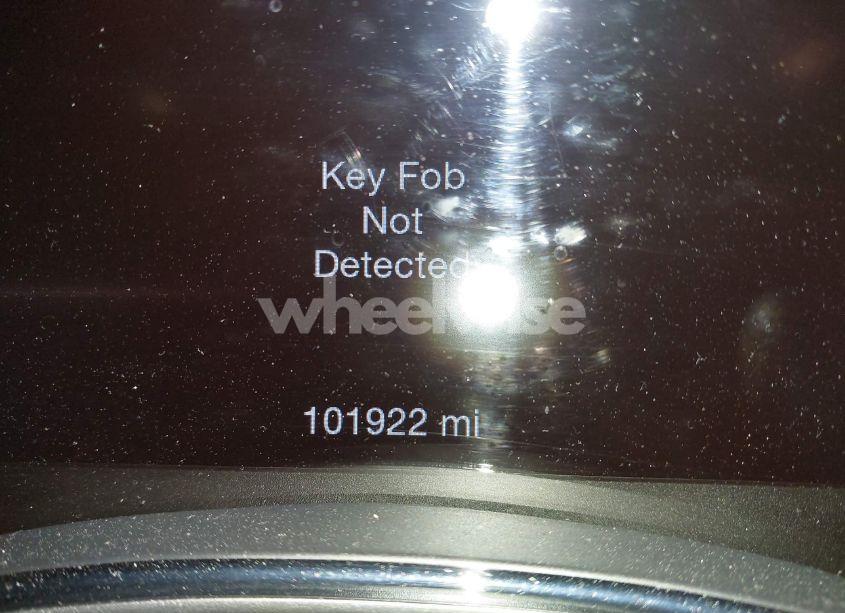 Key Fob
Not
Detected
101922 mi